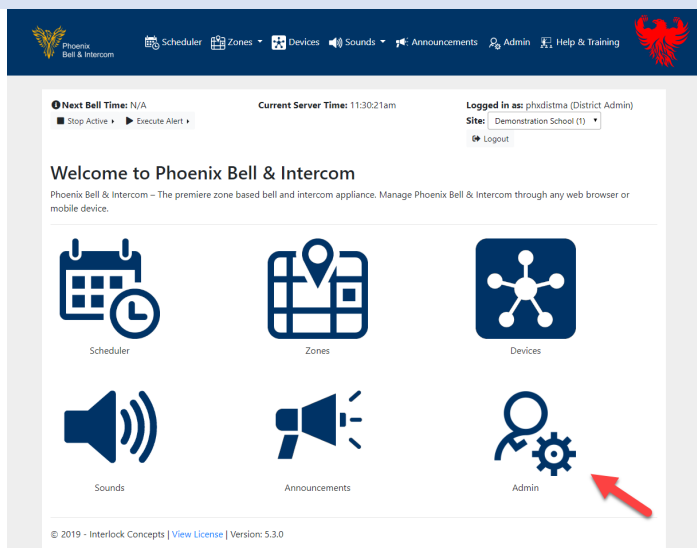 Phoenix
Bell & Intercom
Scheduler Zones Devices Sounds Announcements Admin Help & Training
Next Bell Time: N/A
Stop Active Execute Alert
Current Server Time: 11:30:21am
Logged in as: phxdistma (District Admin)
Site: Demonstration School (1)
Logout
Welcome to Phoenix Bell & Intercom
Phoenix Bell & Intercom – The premiere zone based bell and intercom appliance. Manage Phoenix Bell & Intercom through any web browser or
mobile device.
Scheduler Zones Devices
Sounds Announcements Admin
© 2019 - Interlock Concepts | View License | Version: 5.3.0